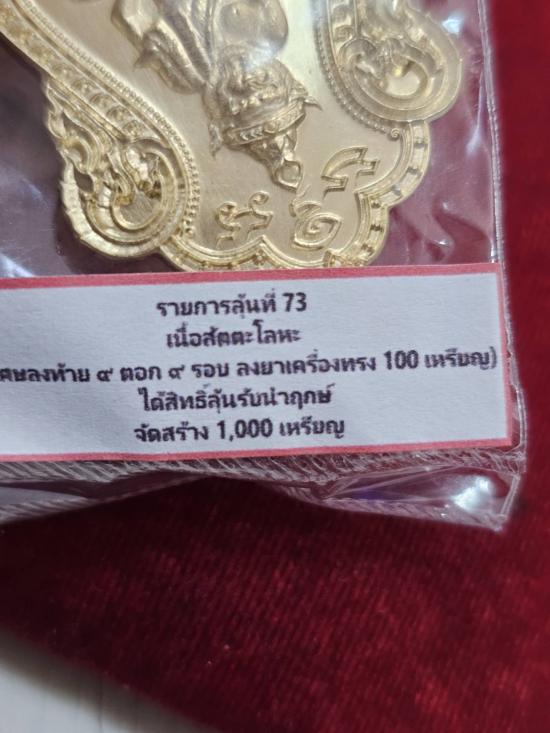 รายการลุ้นที่ 73
เนื้อสัตตะโลหะ
ศษลงท้าย ๙ ตอก ๙ รอบ ลงยาเครื่องทรง 100 เหรียญ)
ได้สิทธิ์ลุ้นรับนำฤกษ์
จัดสร้าง 1,000 เหรียญ